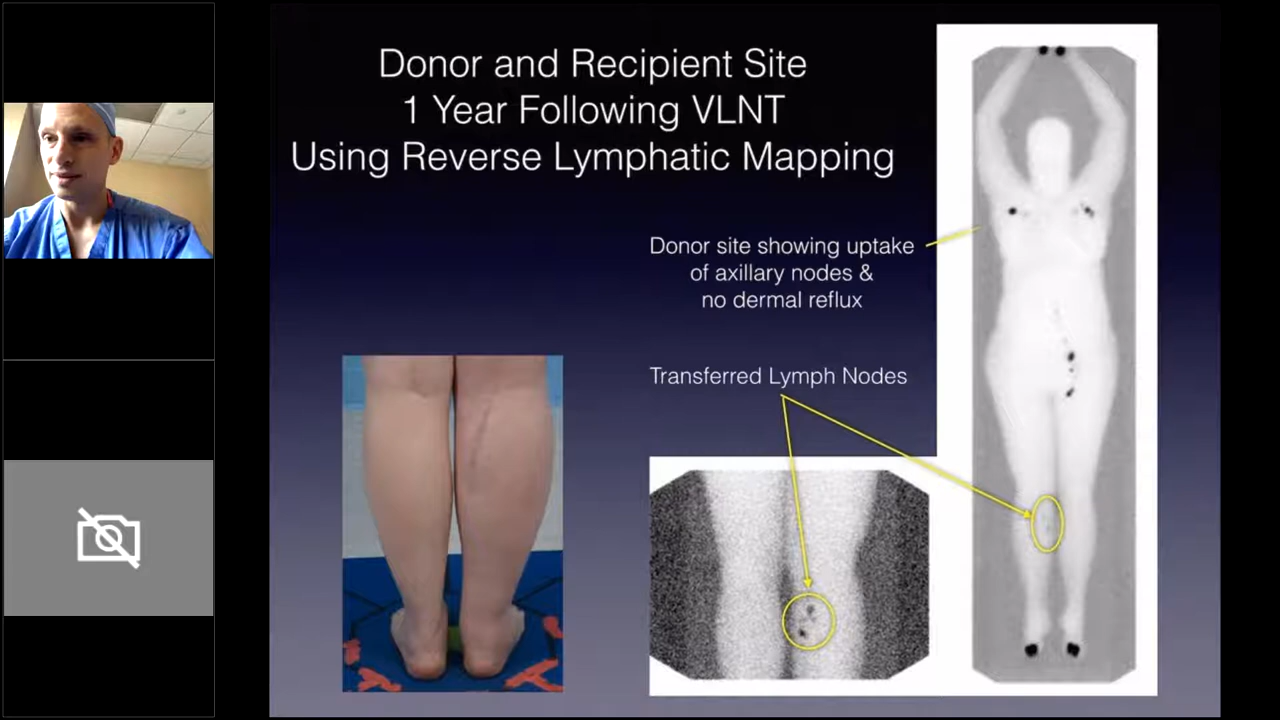 Donor and Recipient Site
1 Year Following VLNT
Using Reverse Lymphatic Mapping
Donor site showing uptake
of axillary nodes &
no dermal reflux
Transferred Lymph Nodes